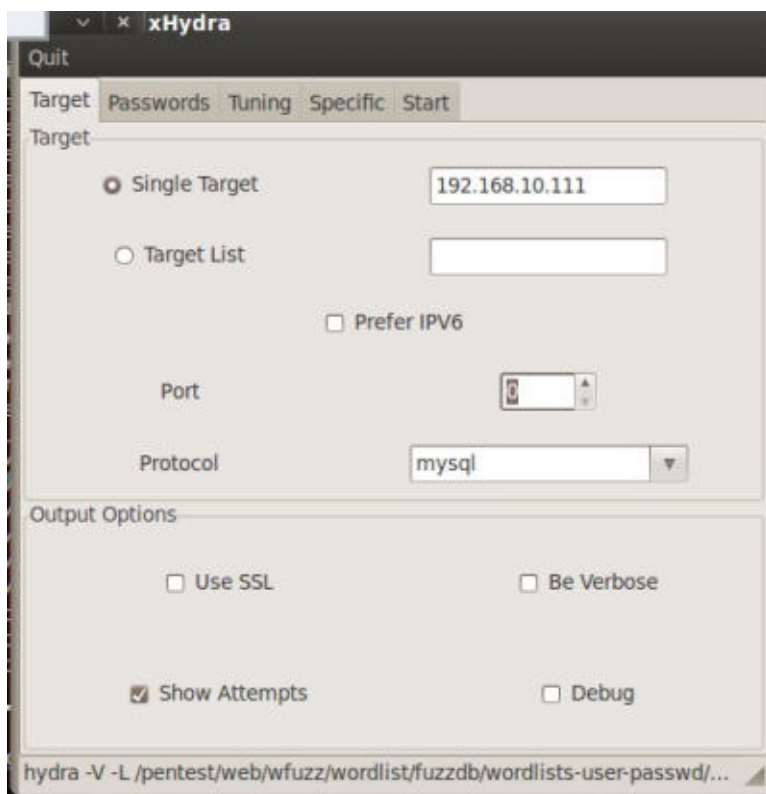 xHydra
Quit
Target Passwords Tuning Specific Start
Target
Single Target 192.168.10.111
Target List
Prefer IPV6
Port 0
Protocol mysql
Output Options
Use SSL Be Verbose
Show Attempts Debug
hydra -V -L /pentest/web/wfuzz/wordlist/fuzzdb/wordlists-user-passwd/...